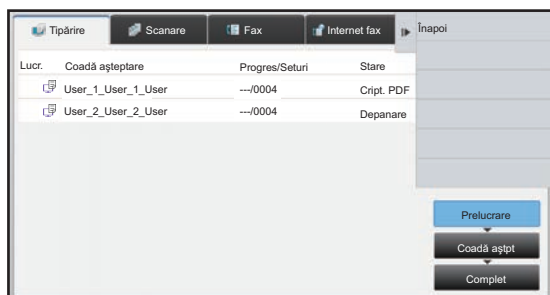 Tipărire Scanare Fax Internet fax Înapoi
Lucr. Coadă aşteptare Progres/Seturi Stare
User_1_User_1_User ---/0004 Cript. PDF
User_2_User_2_User ---/0004 Depanare
Prelucrare
Coadă aştpt
Complet